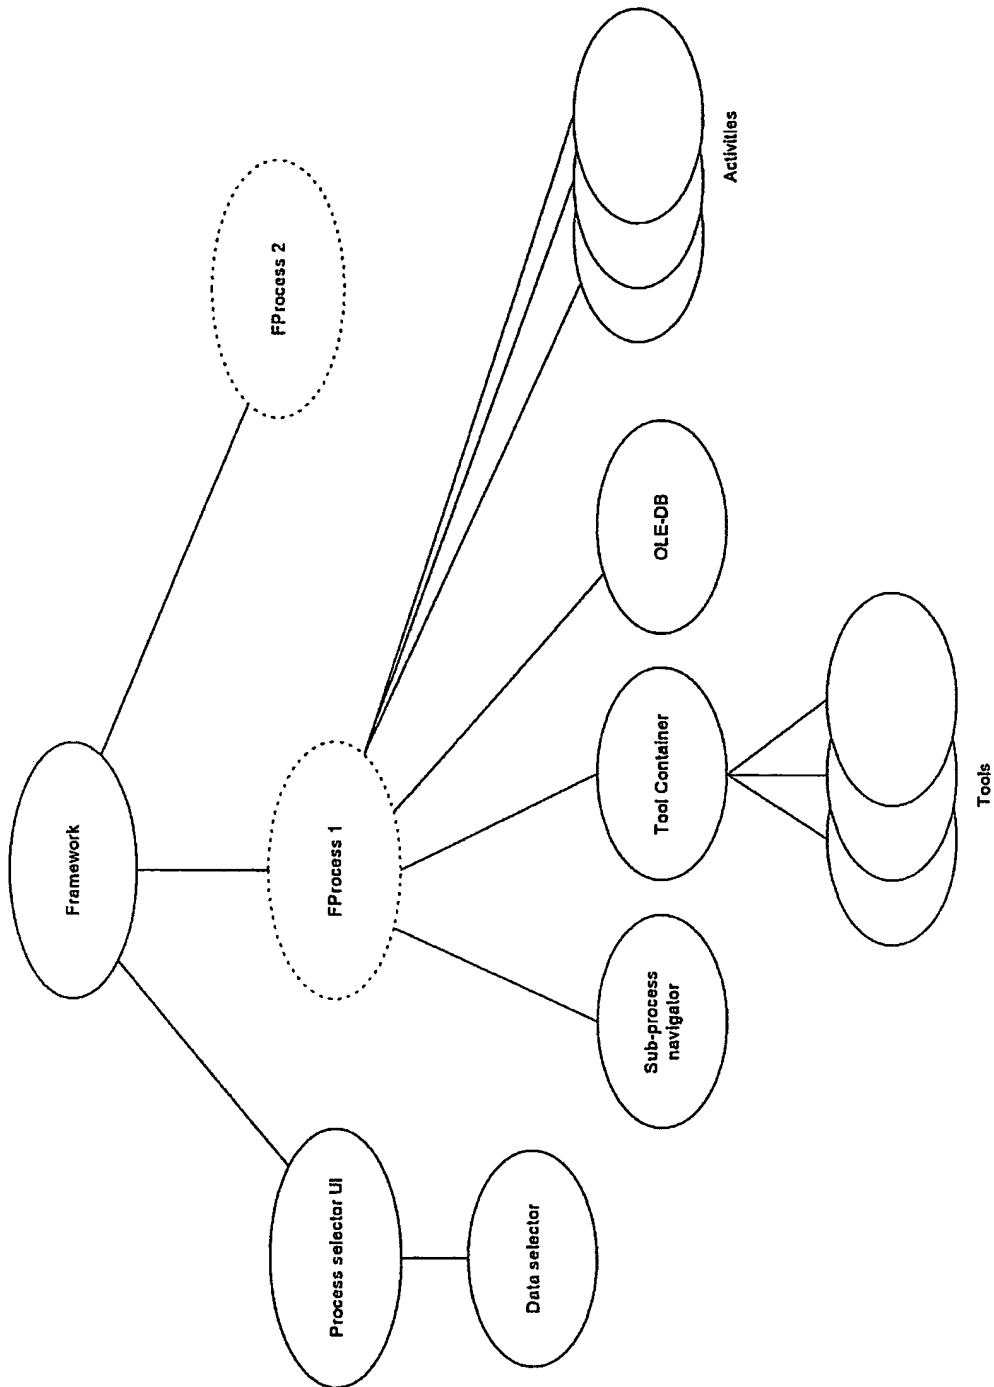 Framework
Process selector UI
FProcess 1
FProcess 2
Data selector
Sub-process
navigator
Tool Container
OLE-DB
Activities
Tools